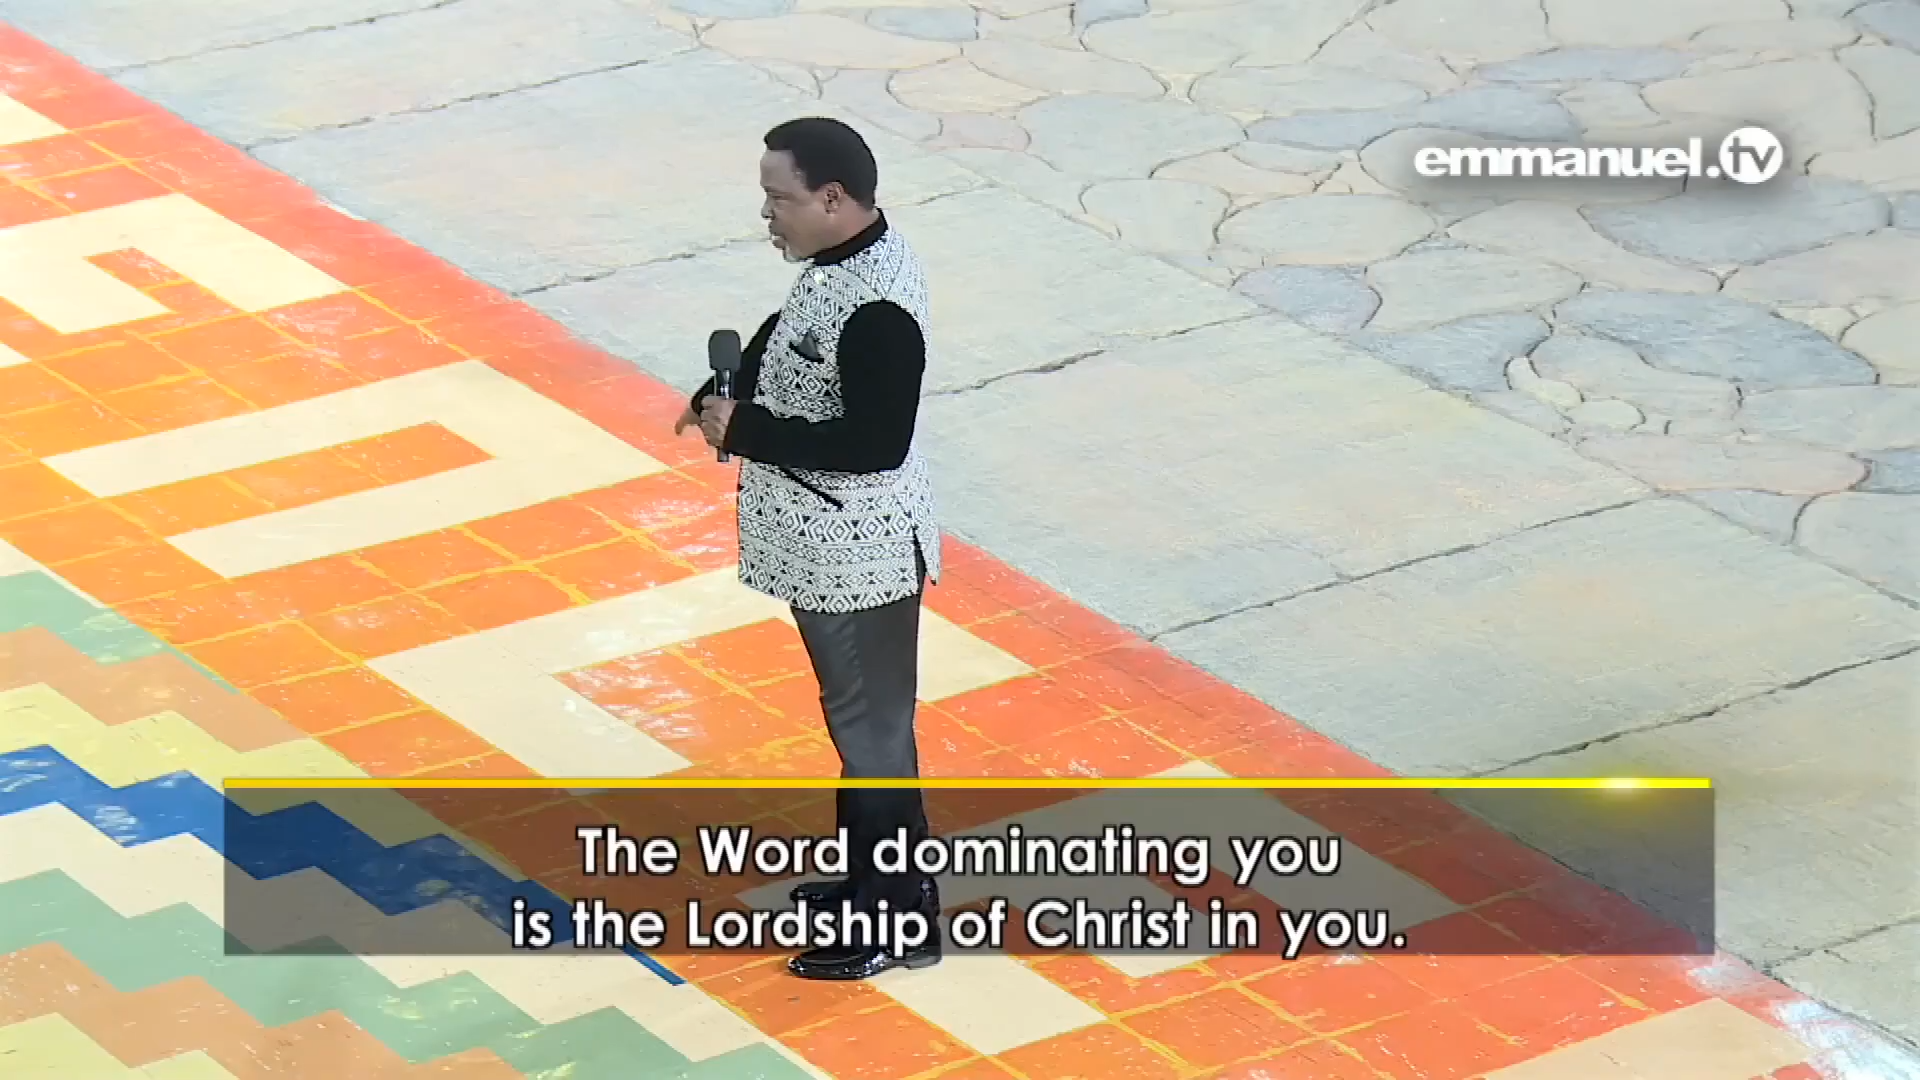 emmanuel.tv
The Word dominating you
is the Lordship of Christ in you.